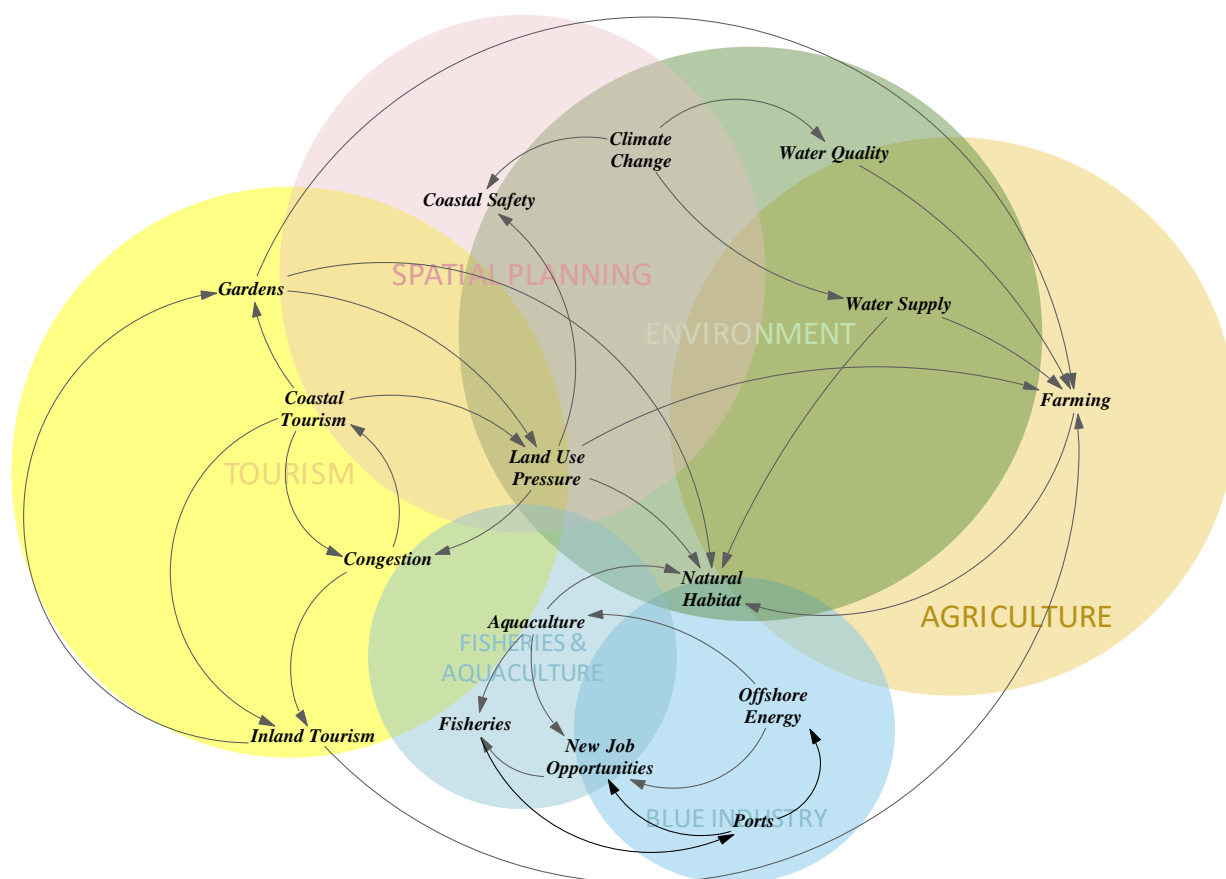 Climate
Change
Water Quality
Coastal Safety
SPATIAL PLANNING
Gardens
Water Supply
ENVIRONMENT
Coastal
Tourism
Farming
TOURISM
Land Use
Pressure
Congestion
Natural
Habitat
AGRICULTURE
Aquaculture
FISHERIES &
AQUACULTURE
Offshore
Energy
Fisheries
Inland Tourism
New Job
Opportunities
BLUE INDUSTRY
Ports